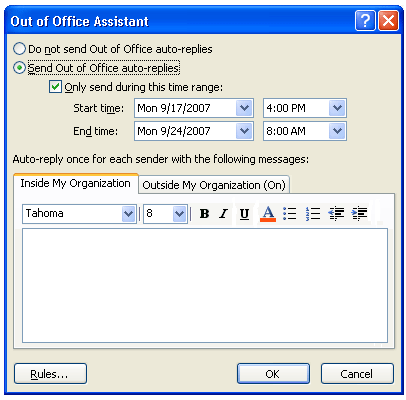 Out of Office Assistant
Do not send Out of Office auto-replies
Send Out of Office auto-replies
Only send during this time range:
Start time: Mon 9/17/2007 4:00 PM
End time: Mon 9/24/2007 8:00 AM
Auto-reply once for each sender with the following messages:
Inside My Organization Outside My Organization (On)
Tahoma 8 B I U A
Rules... OK Cancel